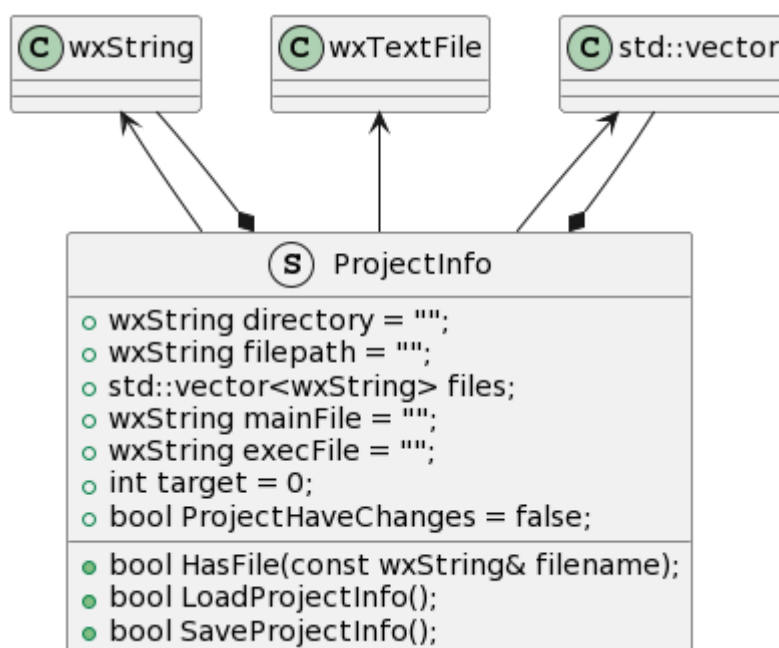 C wxString
C wxTextFile
C std::vector
S ProjectInfo
wxString directory = "";
wxString filepath = "";
std::vector<wxString> files;
wxString mainFile = "";
wxString execFile = "";
int target = 0;
bool ProjectHaveChanges = false;
bool HasFile(const wxString& filename);
bool LoadProjectInfo();
bool SaveProjectInfo();